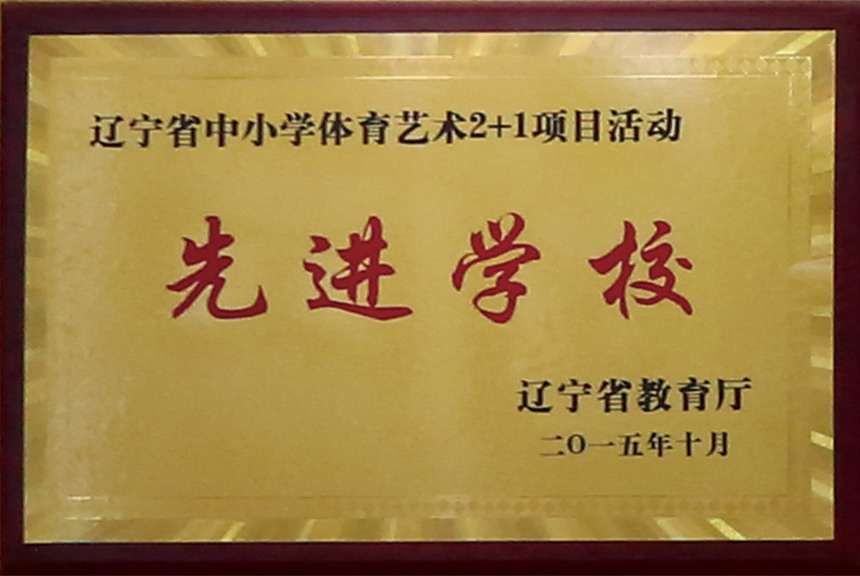 辽宁省中小学体育艺术2+1项目活动
先进学校
辽宁省教育厅
二〇一五年十月